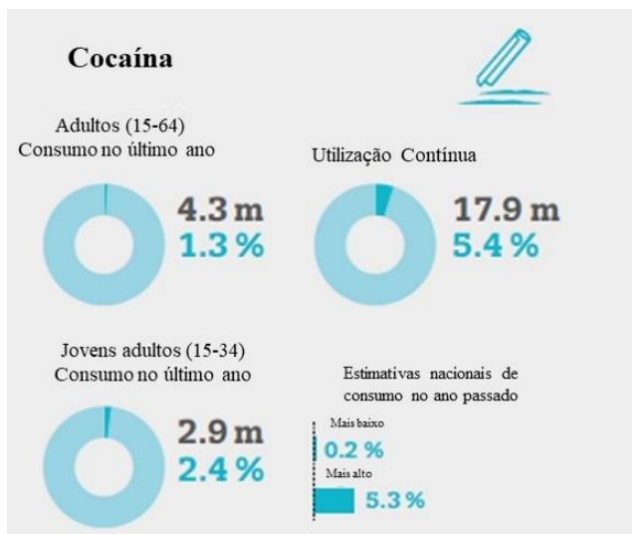 Cocaína
Adultos (15-64)
Consumo no último ano
4.3 m
1.3 %
Utilização Contínua
17.9 m
5.4 %
Jovens adultos (15-34)
Consumo no último ano
2.9 m
2.4 %
Estimativas nacionais de
consumo no ano passado
Mais baixo
0.2 %
Mais alto
5.3 %